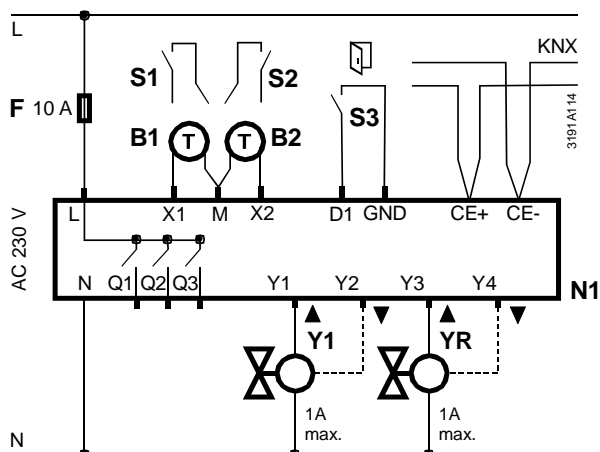 L
KNX
S1 S2
F 10 A
S3
B1 T T B2
3191A114
L X1 M X2 D1 GND CE+ CE-
AC 230 V
N Q1 Q2 Q3 Y1 Y2 Y3 Y4
N1
Y1 YR
1A max.
1A max.
N